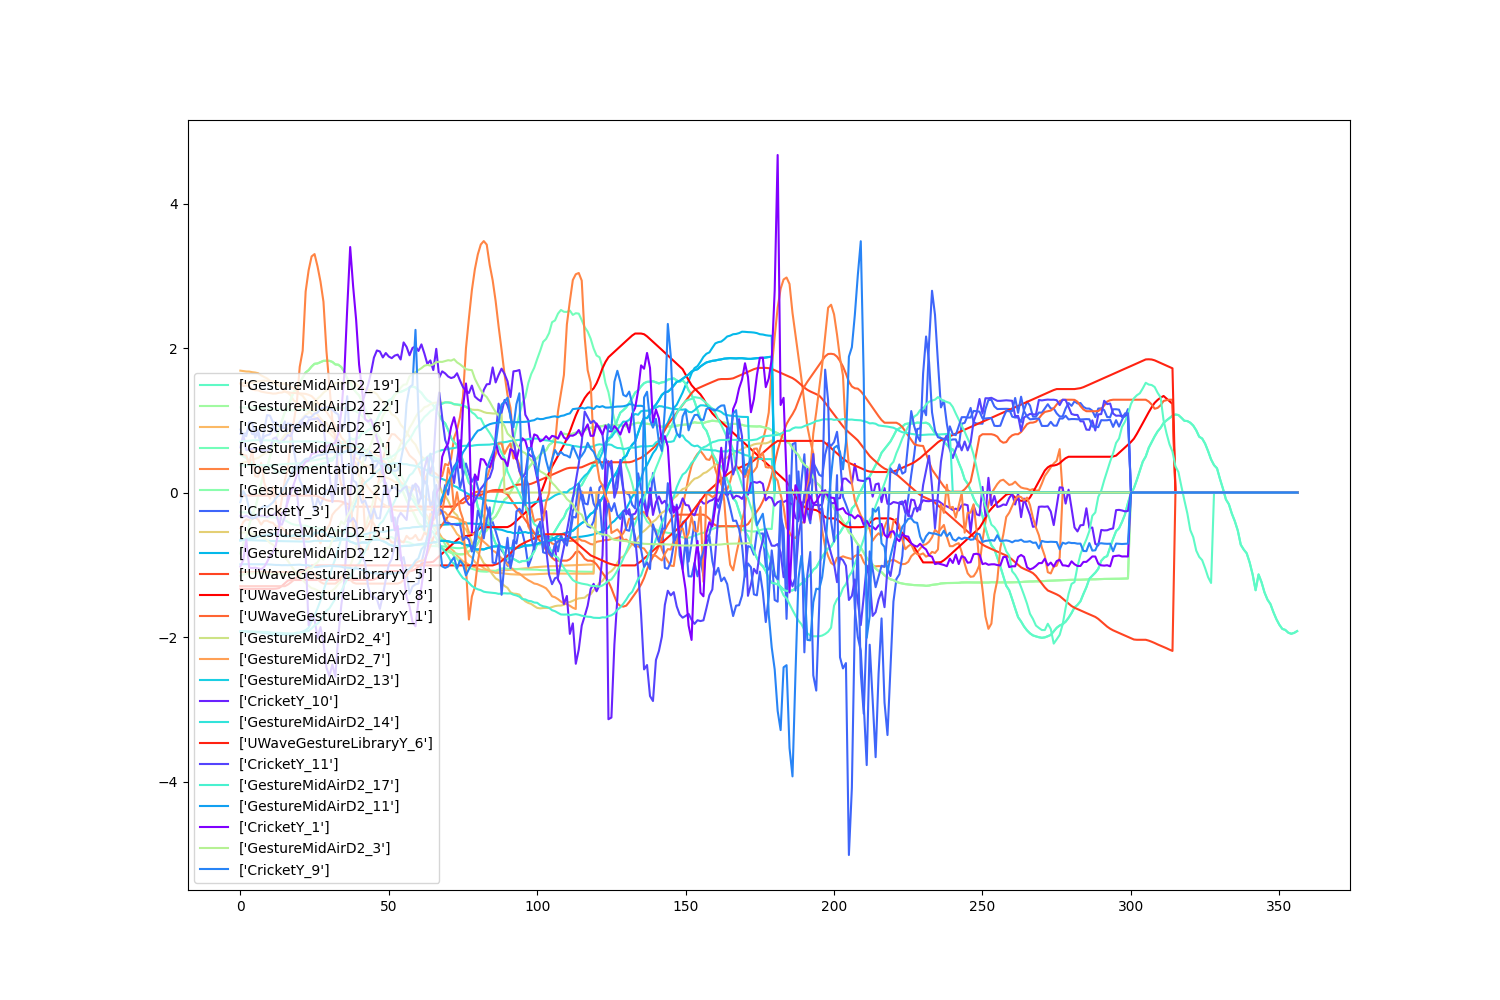 4
2
0
−2
−4
['GestureMidAirD2_19']
['GestureMidAirD2_22']
['GestureMidAirD2_6']
['GestureMidAirD2_2']
['ToeSegmentation1_0']
['GestureMidAirD2_21']
['CricketY_3']
['GestureMidAirD2_5']
['GestureMidAirD2_12']
['UWaveGestureLibraryY_5']
['UWaveGestureLibraryY_8']
['UWaveGestureLibraryY_1']
['GestureMidAirD2_4']
['GestureMidAirD2_7']
['GestureMidAirD2_13']
['CricketY_10']
['GestureMidAirD2_14']
['UWaveGestureLibraryY_6']
['CricketY_11']
['GestureMidAirD2_17']
['GestureMidAirD2_11']
['CricketY_1']
['GestureMidAirD2_3']
['CricketY_9']
0 50 100 150 200 250 300 350